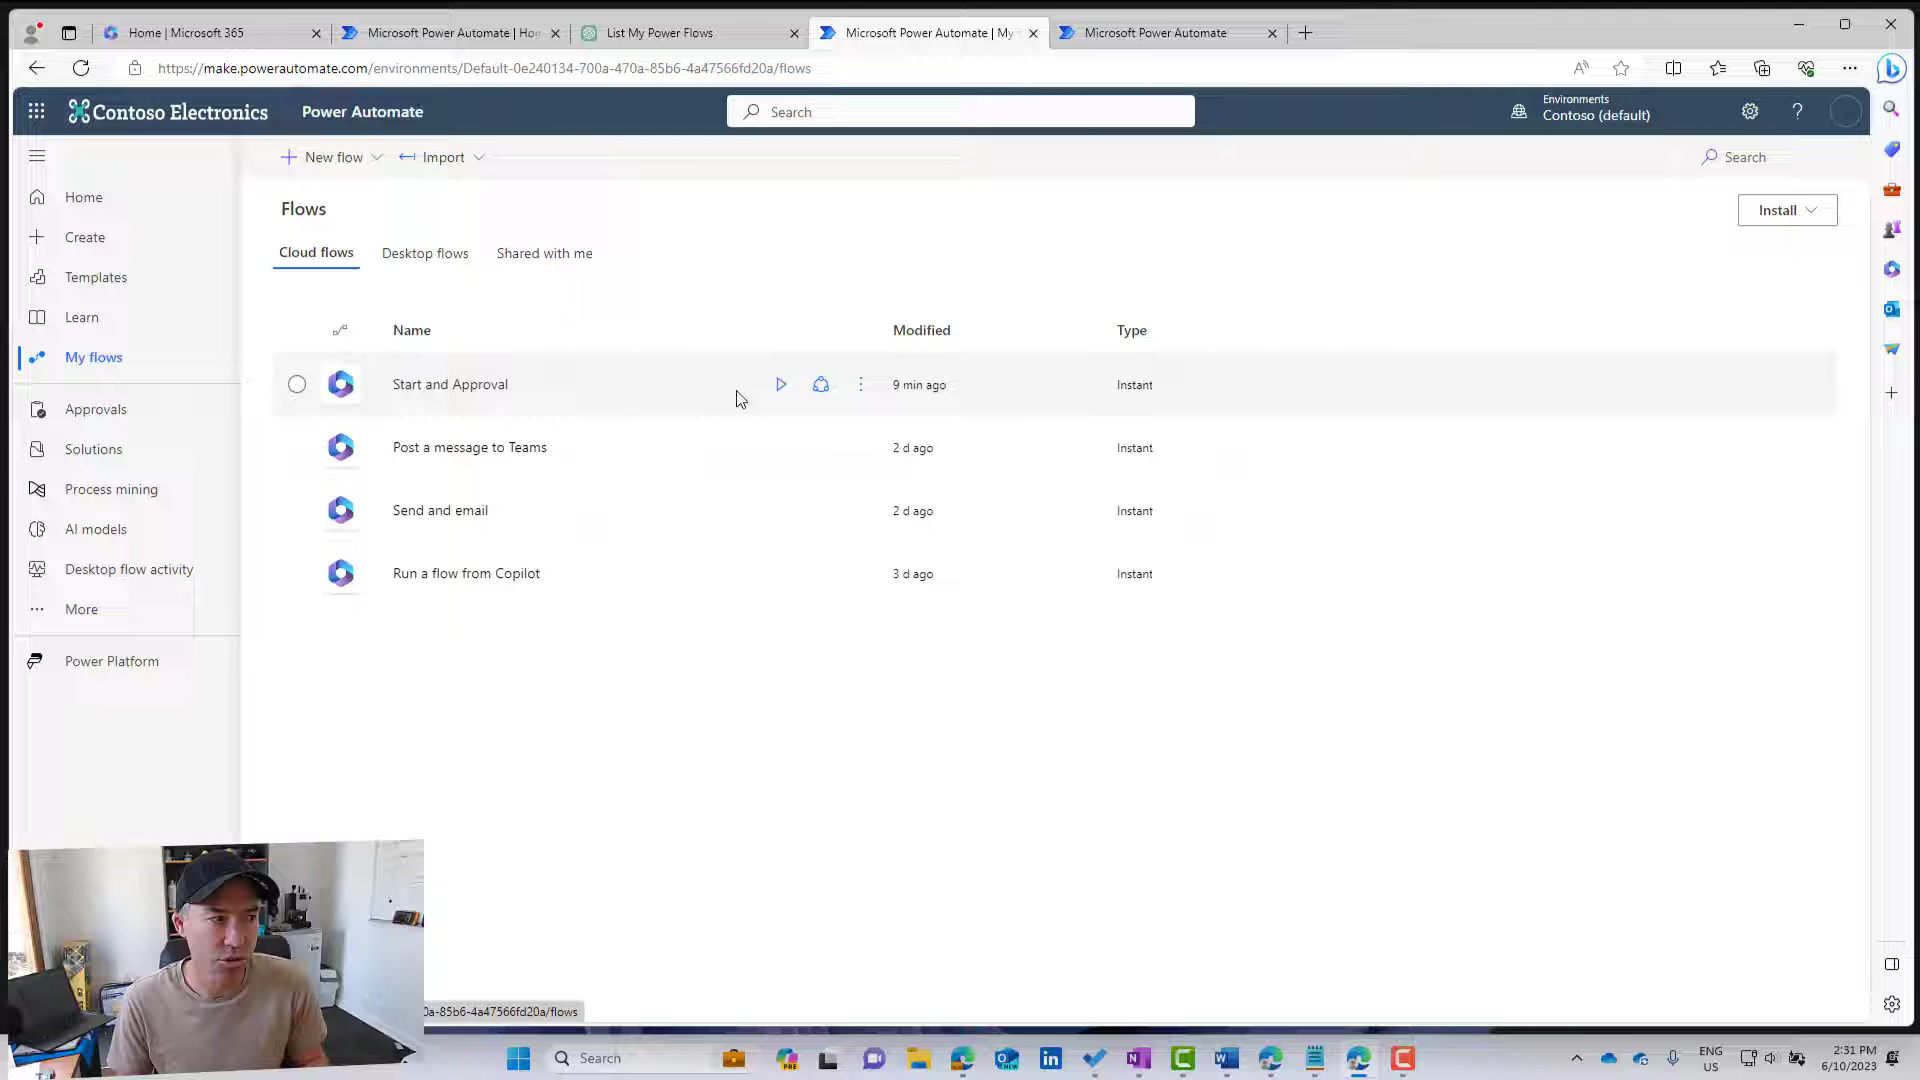 Home | Microsoft 365
Microsoft Power Automate | Ho
List My Power Flows
Microsoft Power Automate | My
Microsoft Power Automate
https://make.powerautomate.com/environments/Default-0e240134-700a-470a-85b6-4a47566fd20a/flows
Contoso Electronics
Power Automate
Search
Environments
Contoso (default)
New flow
Import
Search
Home
Create
Templates
Learn
My flows
Approvals
Solutions
Process mining
AI models
Desktop flow activity
More
Power Platform
Flows
Install
Cloud flows
Desktop flows
Shared with me
Name
Modified
Type
Start and Approval
9 min ago
Instant
Post a message to Teams
2 d ago
Instant
Send and email
2 d ago
Instant
Run a flow from Copilot
3 d ago
Instant
0a-85b6-4a47566fd20a/flows
Search
PRE
NEW
ENG
US
2:31 PM
6/10/2023